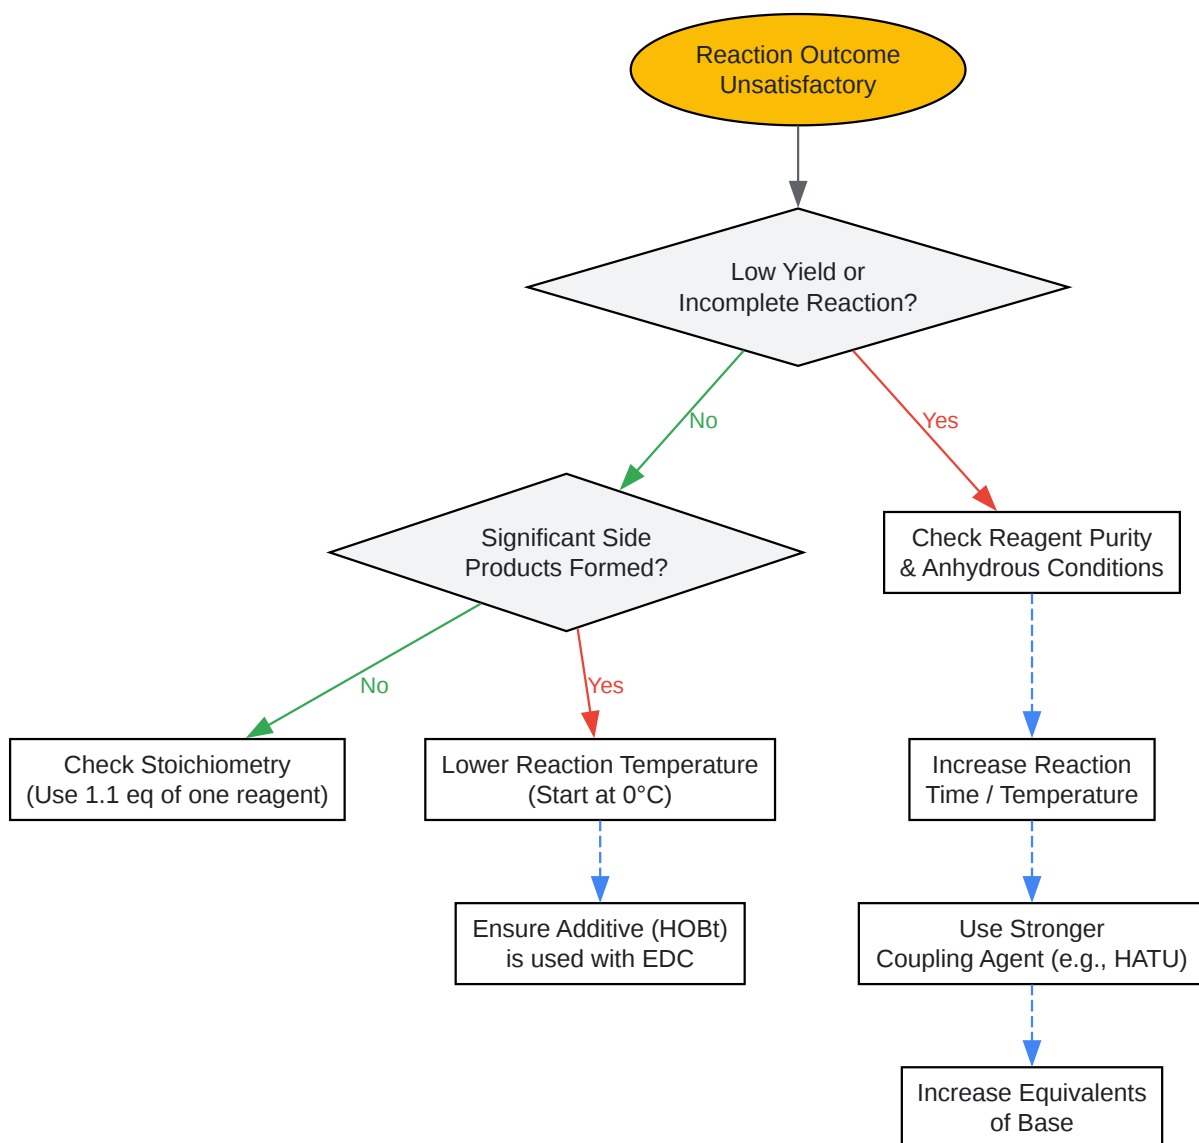 Reaction Outcome
Unsatisfactory
Low Yield or
Incomplete Reaction?
No
Yes
Significant Side
Products Formed?
Check Reagent Purity
& Anhydrous Conditions
No
Yes
Check Stoichiometry
(Use 1.1 eq of one reagent)
Lower Reaction Temperature
(Start at 0°C)
Increase Reaction
Time / Temperature
Ensure Additive (HOBt)
is used with EDC
Use Stronger
Coupling Agent (e.g., HATU)
Increase Equivalents
of Base